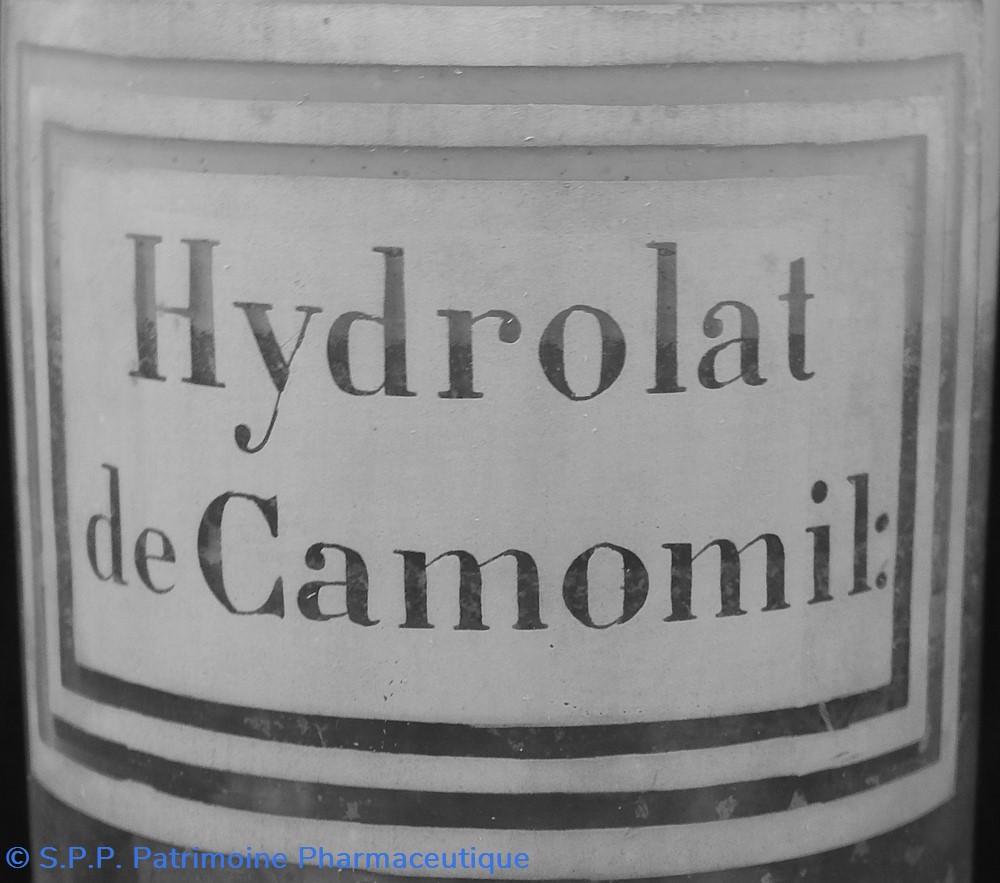 Hydrolat
de Camomil:
© S.P.P. Patrimoine Pharmaceutique